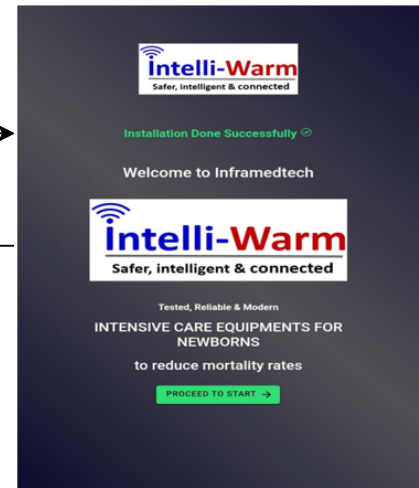 Intelli-Warm
Safer, intelligent & connected
Installation Done Successfully
Welcome to Inframedtech
Intelli-Warm
Safer, intelligent & connected
Tested, Reliable & Modern
INTENSIVE CARE EQUIPMENTS FOR
NEWBORNS
to reduce mortality rates
PROCEED TO START →